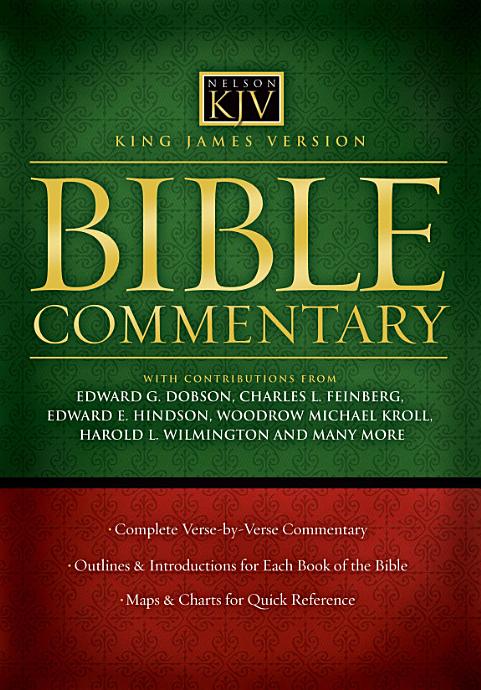 NELSON
KJV
KING JAMES VERSION
BIBLE
COMMENTARY
WITH CONTRIBUTIONS FROM
EDWARD G. DOBSON, CHARLES L. FEINBERG,
EDWARD E. HINDSON, WOODROW MICHAEL KROLL,
HAROLD L. WILMINGTON AND MANY MORE
· Complete Verse-by-Verse Commentary
· Outlines & Introductions for Each Book of the Bible
· Maps & Charts for Quick Reference